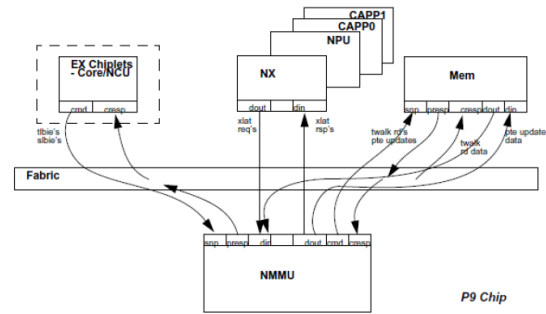 CAPP1
CAPP0
NPU
EX Chiplets
- Core/NCU
NX
Mem
cmd cresp
dout din
snp presp cresp dout din
tlbie's
slbie's
xlat
req's
xlat
rsp's
twalk rd's
pte updates
twalk
rd data
pte update
data
Fabric
snp presp din dout cmd cresp
NMMU
P9 Chip